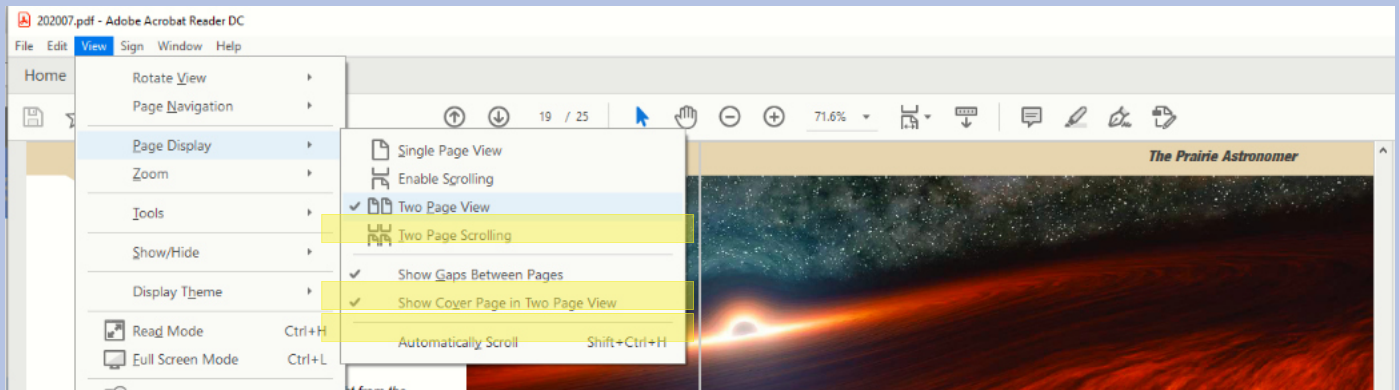 202007.pdf - Adobe Acrobat Reader DC
File Edit View Sign Window Help
Home
19 / 25
71.6%
Rotate View
Page Navigation
Page Display
Zoom
Tools
Show/Hide
Display Theme
Read Mode Ctrl+H
Full Screen Mode Ctrl+L
Single Page View
Enable Scrolling
Two Page View
Two Page Scrolling
Show Gaps Between Pages
Show Cover Page in Two Page View
Automatically Scroll Shift+Ctrl+H
The Prairie Astronomer
from the